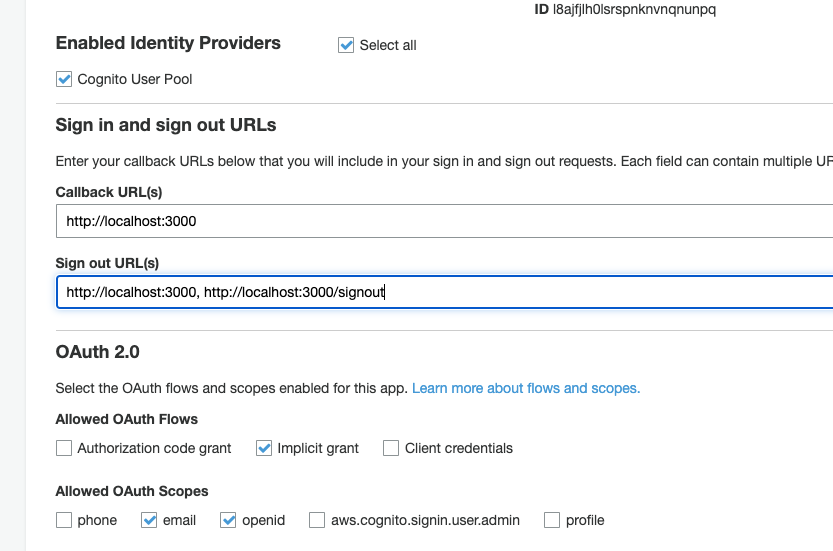 ID l8ajfjlh0lsrspnknvnqnunpq
Enabled Identity Providers
Select all
Cognito User Pool
Sign in and sign out URLs
Enter your callback URLs below that you will include in your sign in and sign out requests. Each field can contain multiple UR
Callback URL(s)
http://localhost:3000
Sign out URL(s)
http://localhost:3000, http://localhost:3000/signout
OAuth 2.0
Select the OAuth flows and scopes enabled for this app. Learn more about flows and scopes.
Allowed OAuth Flows
Authorization code grant Implicit grant Client credentials
Allowed OAuth Scopes
phone email openid aws.cognito.signin.user.admin profile